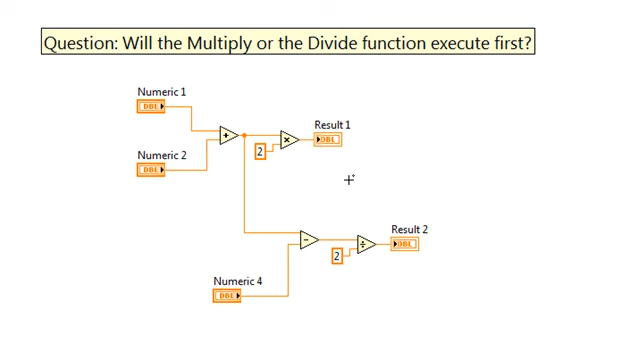 Question: Will the Multiply or the Divide function execute first?
Numeric 1
DBL
+
×
2
Result 1
DBL
Numeric 2
DBL
-
÷
2
Result 2
DBL
Numeric 4
DBL